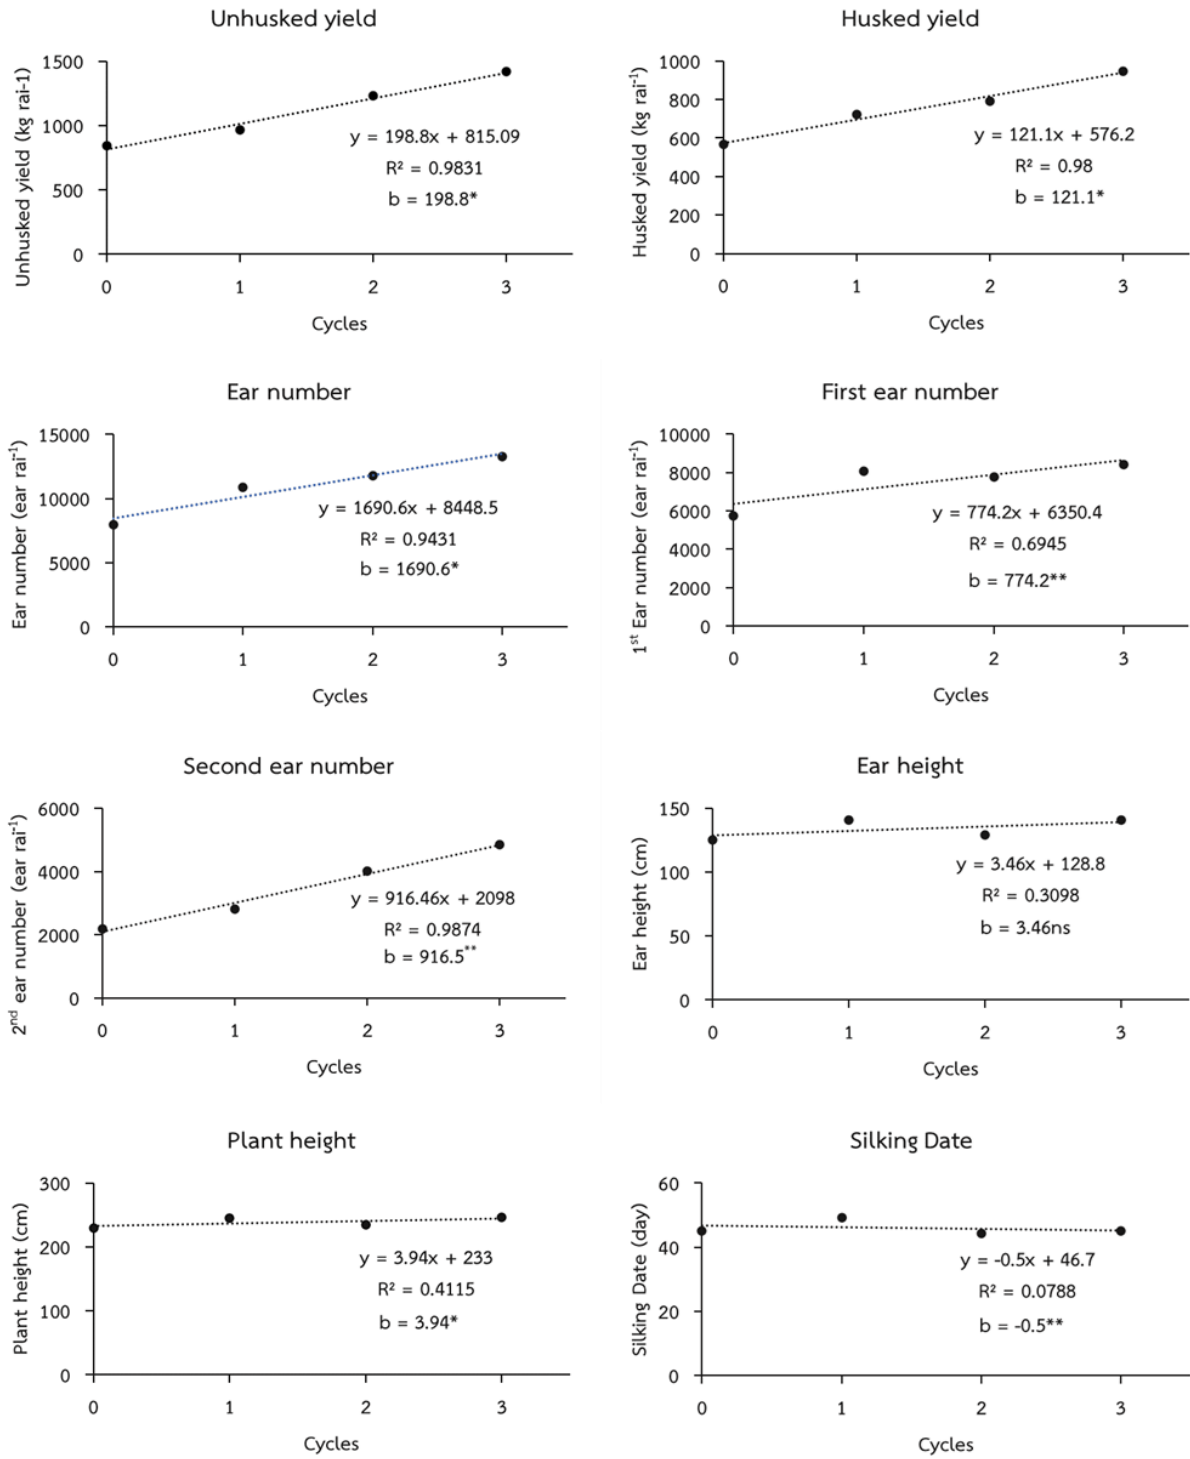 Unhusked yield
Unhusked yield (kg rai-1)
1500
1000
500
0
y = 198.8x + 815.09
R² = 0.9831
b = 198.8*
0 1 2 3
Cycles
Husked yield
Husked yield (kg rai⁻¹)
1000
800
600
400
200
0
y = 121.1x + 576.2
R² = 0.98
b = 121.1*
0 1 2 3
Cycles
Ear number
Ear number (ear rai⁻¹)
15000
10000
5000
0
y = 1690.6x + 8448.5
R² = 0.9431
b = 1690.6*
0 1 2 3
Cycles
First ear number
1ˢᵗ Ear number (ear rai⁻¹)
10000
8000
6000
4000
2000
0
y = 774.2x + 6350.4
R² = 0.6945
b = 774.2**
0 1 2 3
Cycles
Second ear number
2ⁿᵈ ear number (ear rai⁻¹)
6000
4000
2000
0
y = 916.46x + 2098
R² = 0.9874
b = 916.5**
0 1 2 3
Cycles
Ear height
Ear height (cm)
150
100
50
0
y = 3.46x + 128.8
R² = 0.3098
b = 3.46ns
0 1 2 3
Cycles
Plant height
Plant height (cm)
300
200
100
0
y = 3.94x + 233
R² = 0.4115
b = 3.94*
0 1 2 3
Cycles
Silking Date
Silking Date (day)
60
40
20
0
y = -0.5x + 46.7
R² = 0.0788
b = -0.5**
0 1 2 3
Cycles